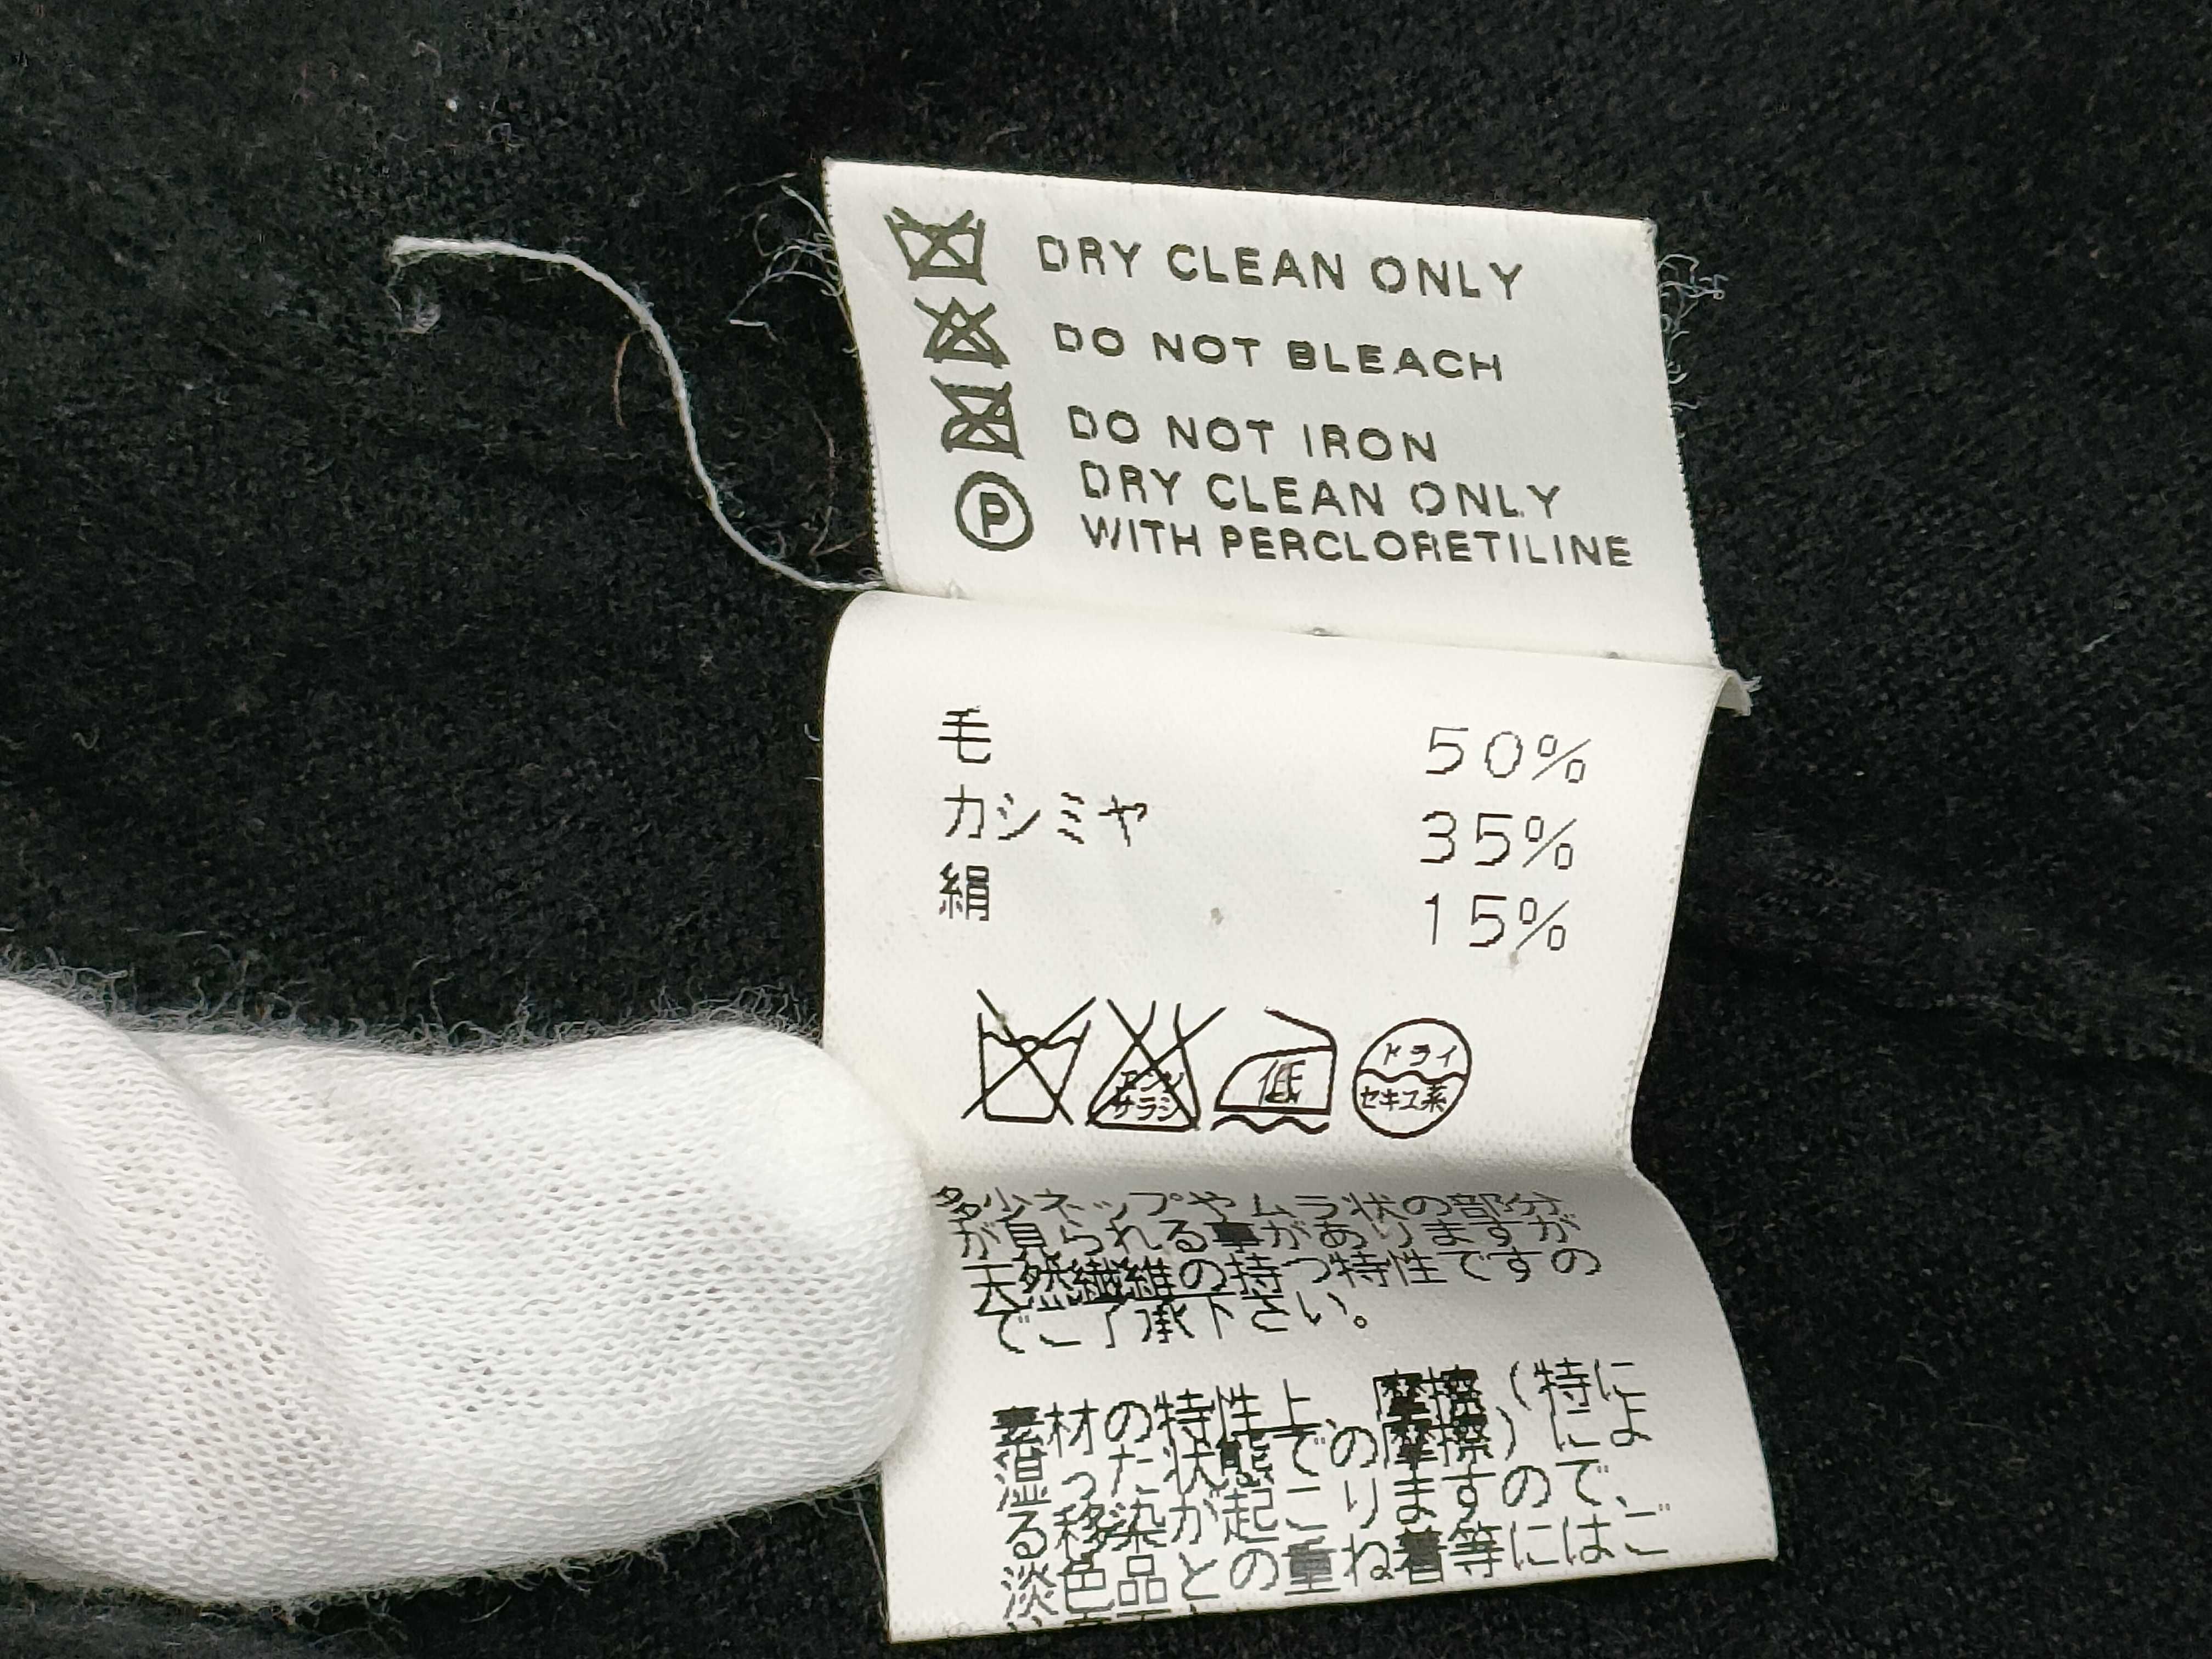 DRY CLEAN ONLY
DO NOT BLEACH
DO NOT IRON
P
DRY CLEAN ONLY
WITH PERCLORETILINE
毛 50%
カシミヤ 35%
絹 15%
エンソ
サラシ
低
ドライ
セキユ系
多少ネップやムラ状の部分
が見られる事がありますが
天然繊維の持つ特性ですの
でご了承下さい。
素材の特性上、摩擦（特に
湿った状態での摩擦）によ
る移染が起こりますので、
淡色品との重ね着等にはご